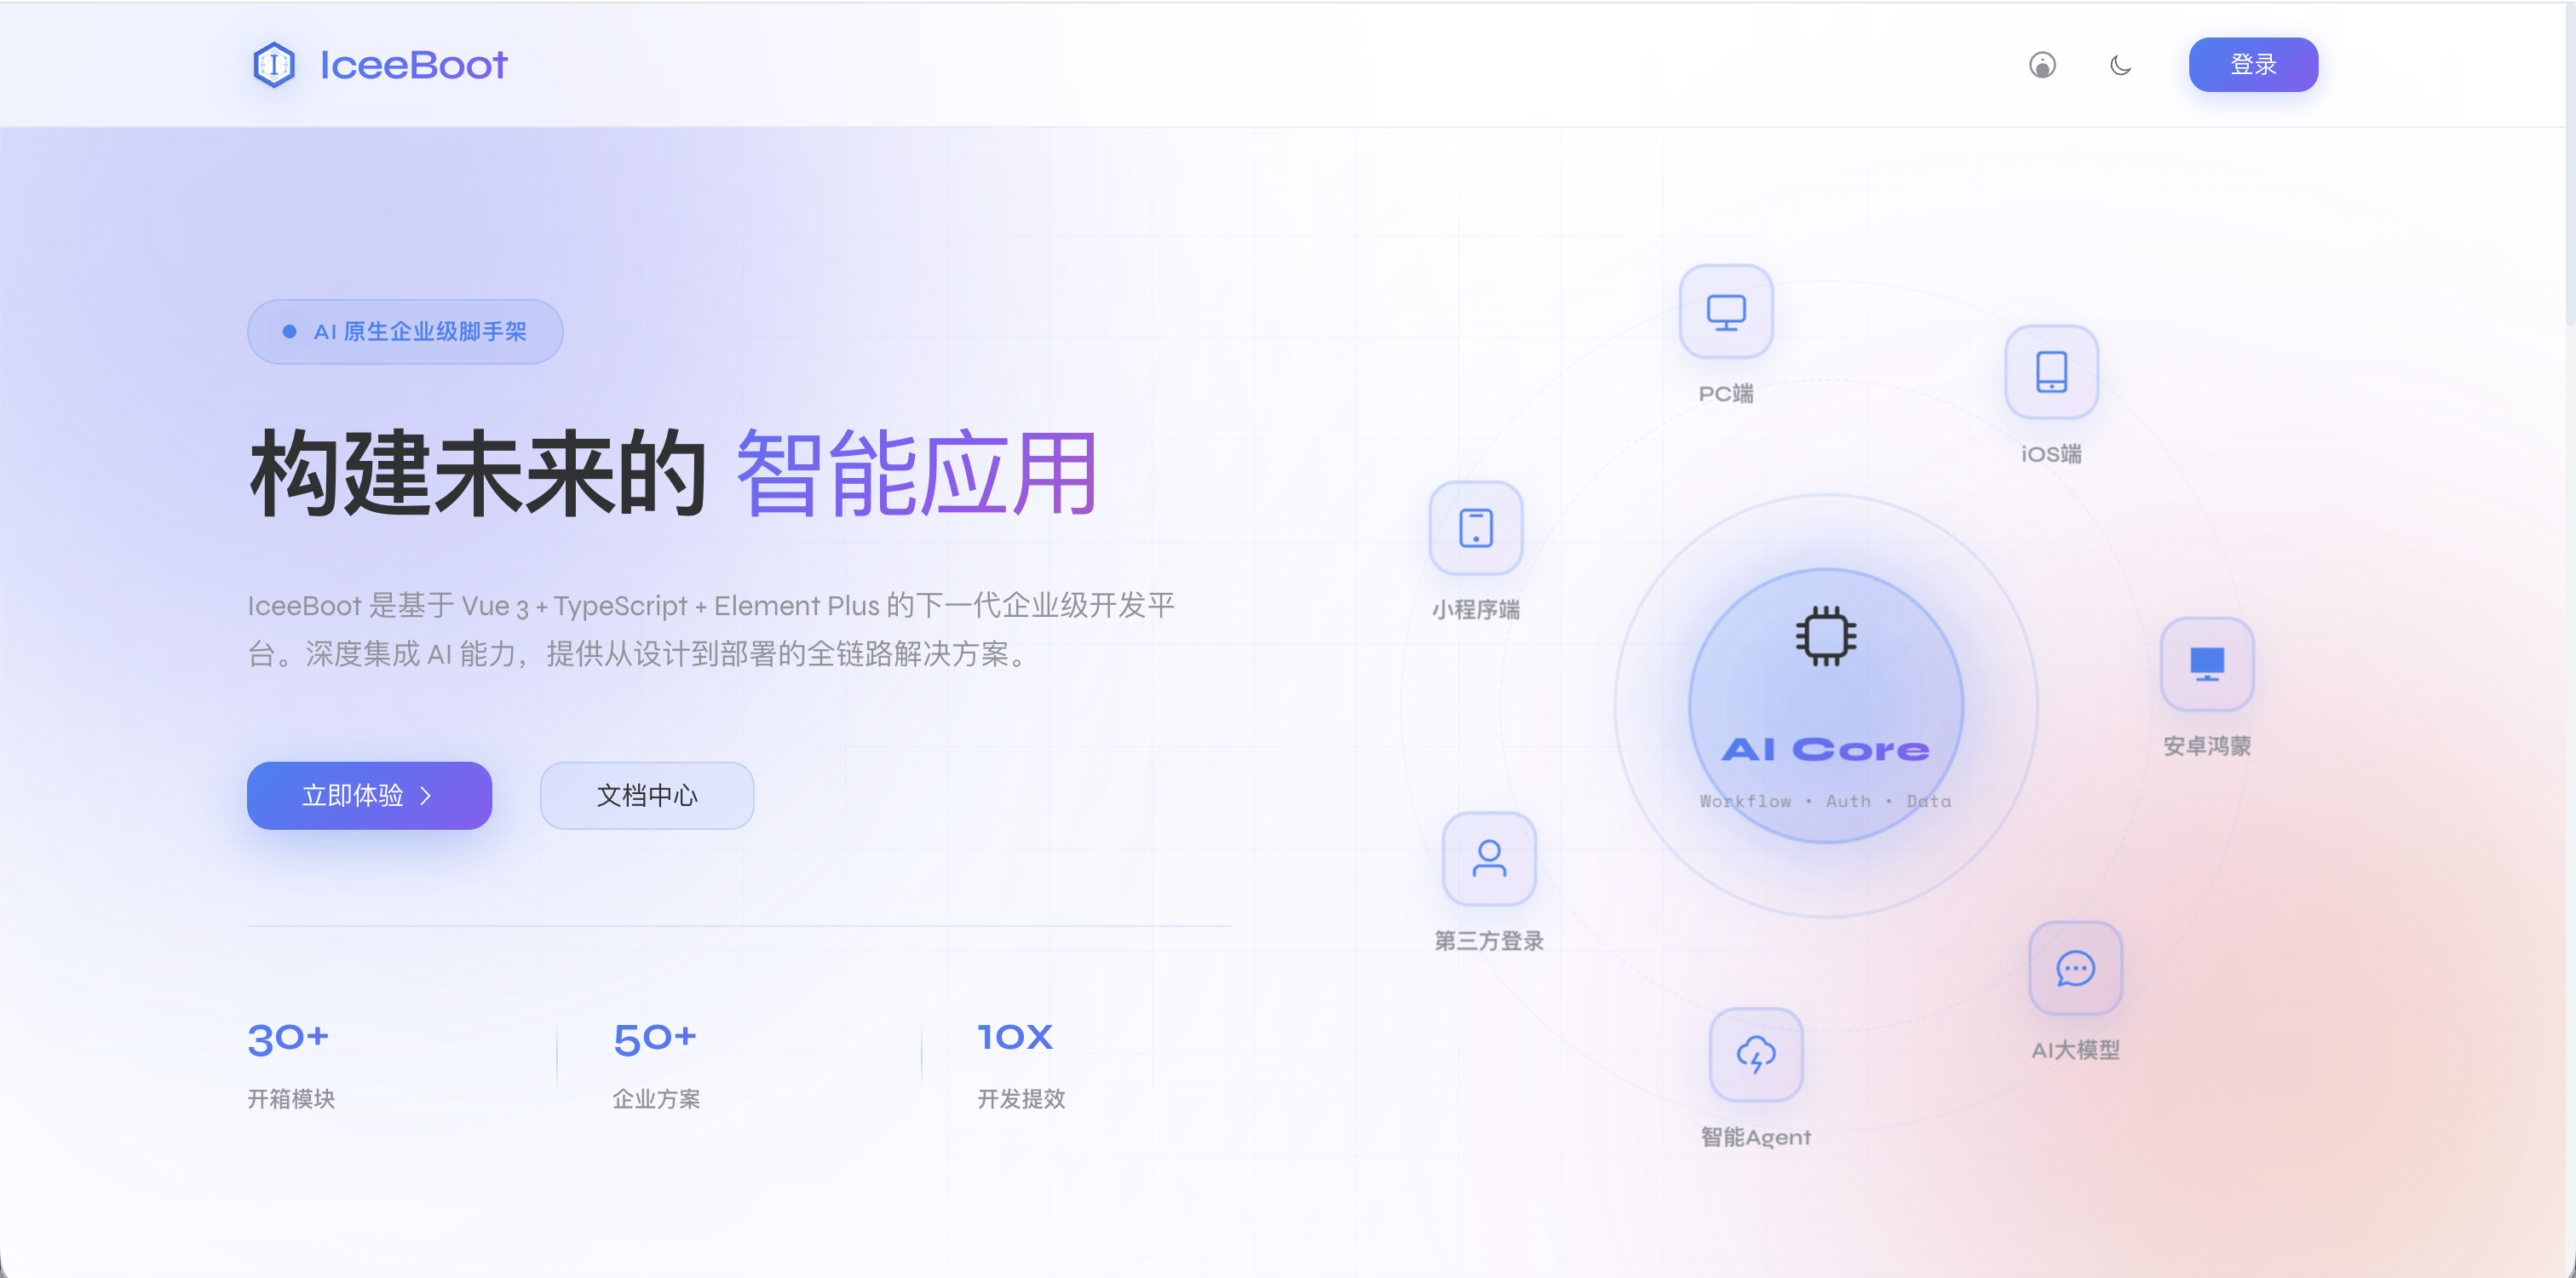 IceeBoot
登录
AI 原生企业级脚手架
构建未来的 智能应用
IceeBoot 是基于 Vue 3 + TypeScript + Element Plus 的下一代企业级开发平
台。深度集成 AI 能力，提供从设计到部署的全链路解决方案。
立即体验
文档中心
30+
50+
10X
开箱模块
企业方案
开发提效
PC端
iOS端
小程序端
安卓鸿蒙
AI Core
Workflow • Auth • Data
第三方登录
AI大模型
智能Agent